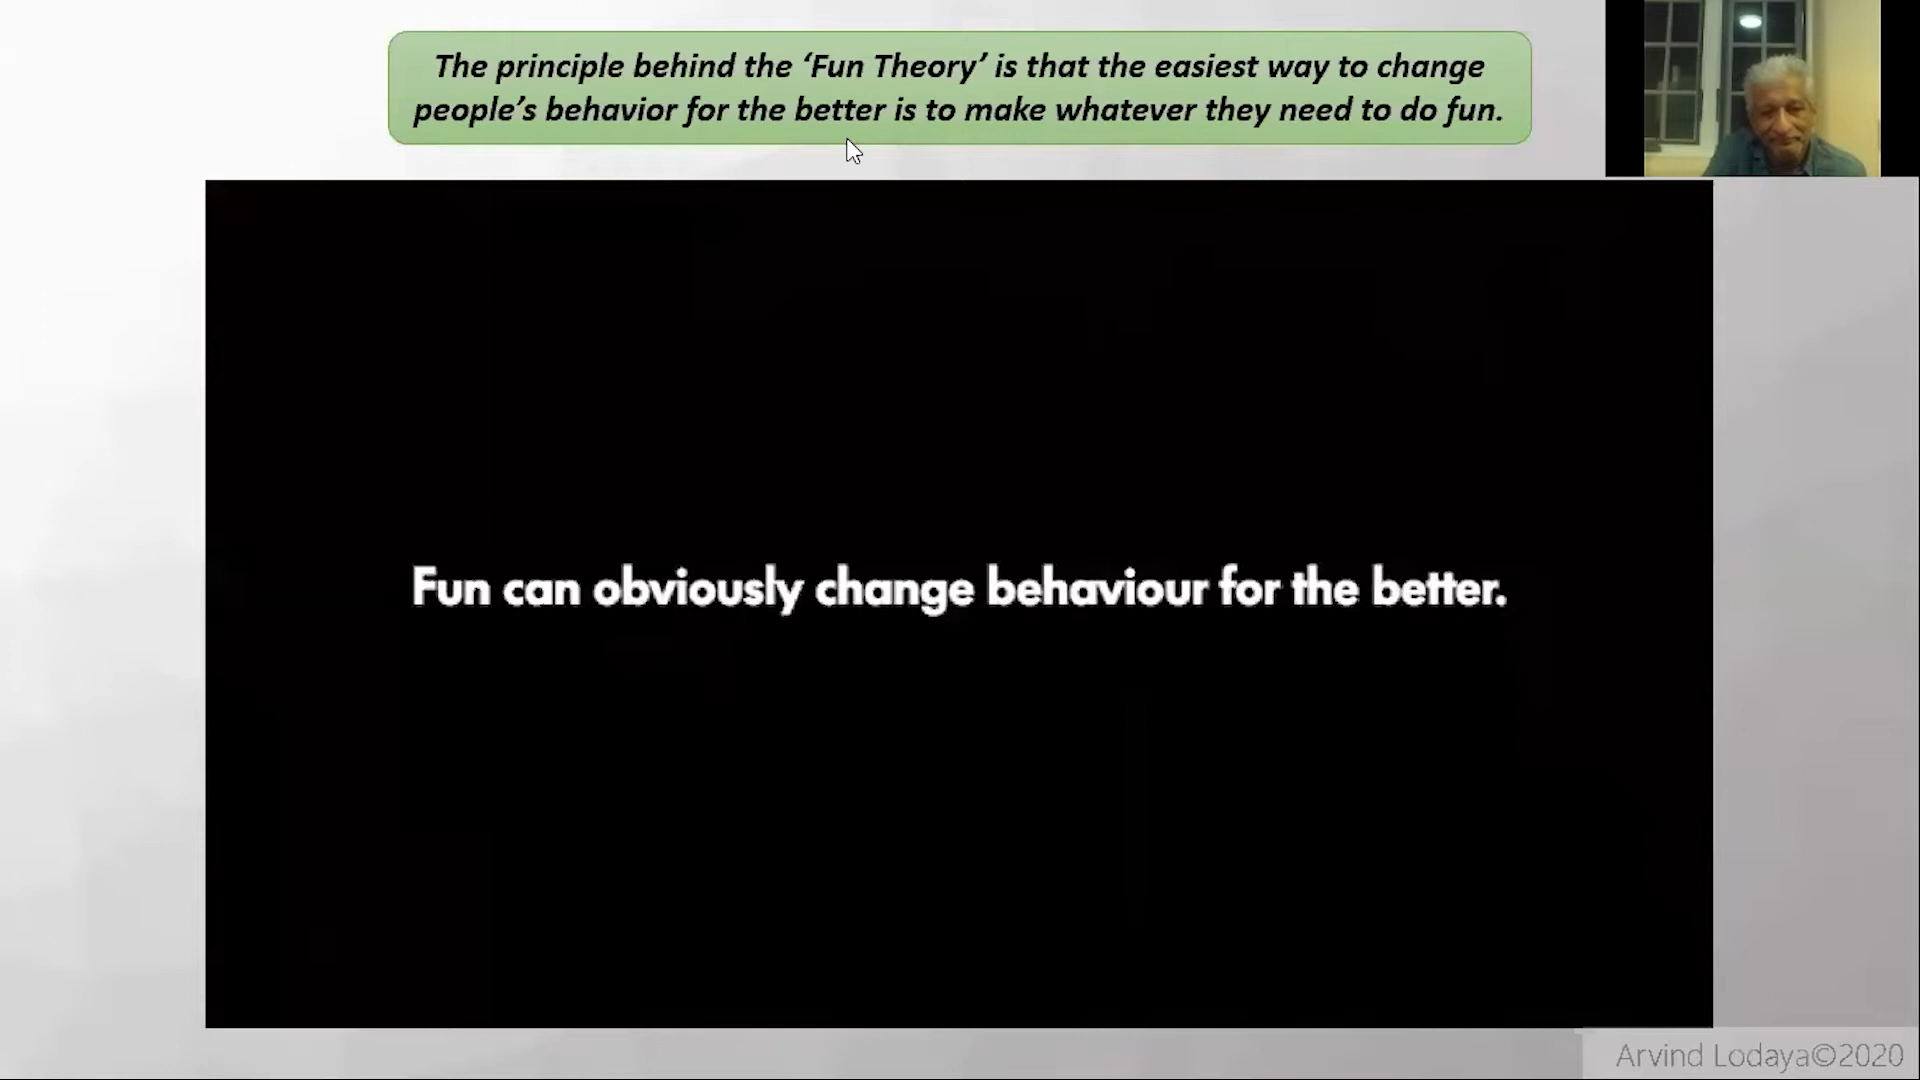 The principle behind the ‘Fun Theory’ is that the easiest way to change
people’s behavior for the better is to make whatever they need to do fun.
Fun can obviously change behaviour for the better.
Arvind Lodaya©2020